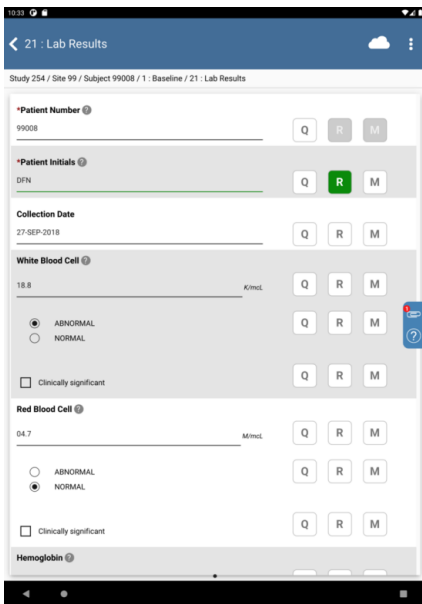 10:33
21 : Lab Results
Study 254 / Site 99 / Subject 99008 / 1 : Baseline / 21 : Lab Results
*Patient Number ?
99008
Q R M
*Patient Initials ?
DFN
Q R M
Collection Date
27-SEP-2018
Q R M
White Blood Cell ?
18.8 K/mcL
Q R M
ABNORMAL
Q R M
NORMAL
1
?
Clinically significant
Q R M
Red Blood Cell ?
04.7 M/mcL
Q R M
ABNORMAL
Q R M
NORMAL
Clinically significant
Q R M
Hemoglobin ?